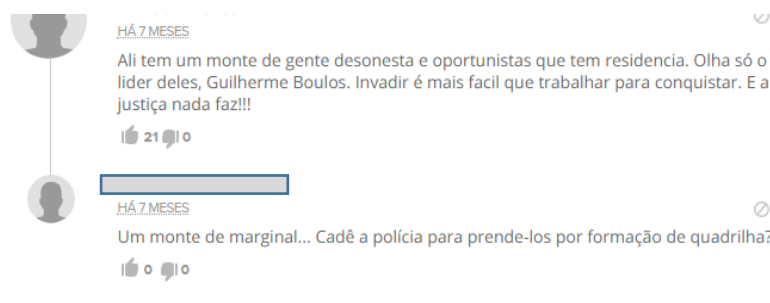 HÁ 7 MESES
Ali tem um monte de gente desonesta e oportunistas que tem residencia. Olha só o
lider deles, Guilherme Boulos. Invadir é mais facil que trabalhar para conquistar. E a
justiça nada faz!!!
21 0
HÁ 7 MESES
Um monte de marginal... Cadê a polícia para prende-los por formação de quadrilha?
0 0